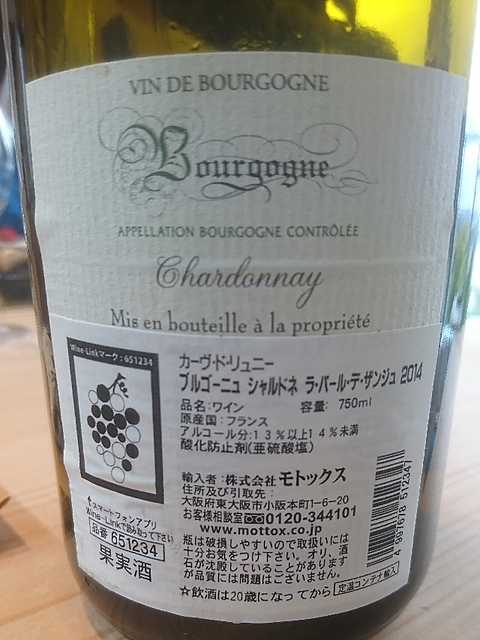 VIN DE BOURGOGNE
Bourgogne
APPELLATION BOURGOGNE CONTRÔLÉE
Chardonnay
Mis en bouteille à la propriété
Wine-Linkマーク:651234
カーヴ・ド・リュニー
ブルゴーニュ シャルドネ ラ・パール・デ・ザンジュ 2014
品名:ワイン 容量: 750ml
原産国:フランス
アルコール分:13%以上14%未満
酸化防止剤(亜硫酸塩)
輸入者:株式会社モトックス
住所及び引取先:
大阪府東大阪市小阪本町1-6-20
お客様相談室 0120-344101
www.mottox.co.jp
瓶は破損しやすいので取扱いには
十分お気をつけ下さい。オリ、酒
石が沈殿していることがあります
が品質には問題はございません。
☆飲酒は20歳になってから 定温コンテナ輸入
スマートフォンアプリ
Wine-Linkで読み取って下さい
品番 651234
果実酒
4 997678 512347